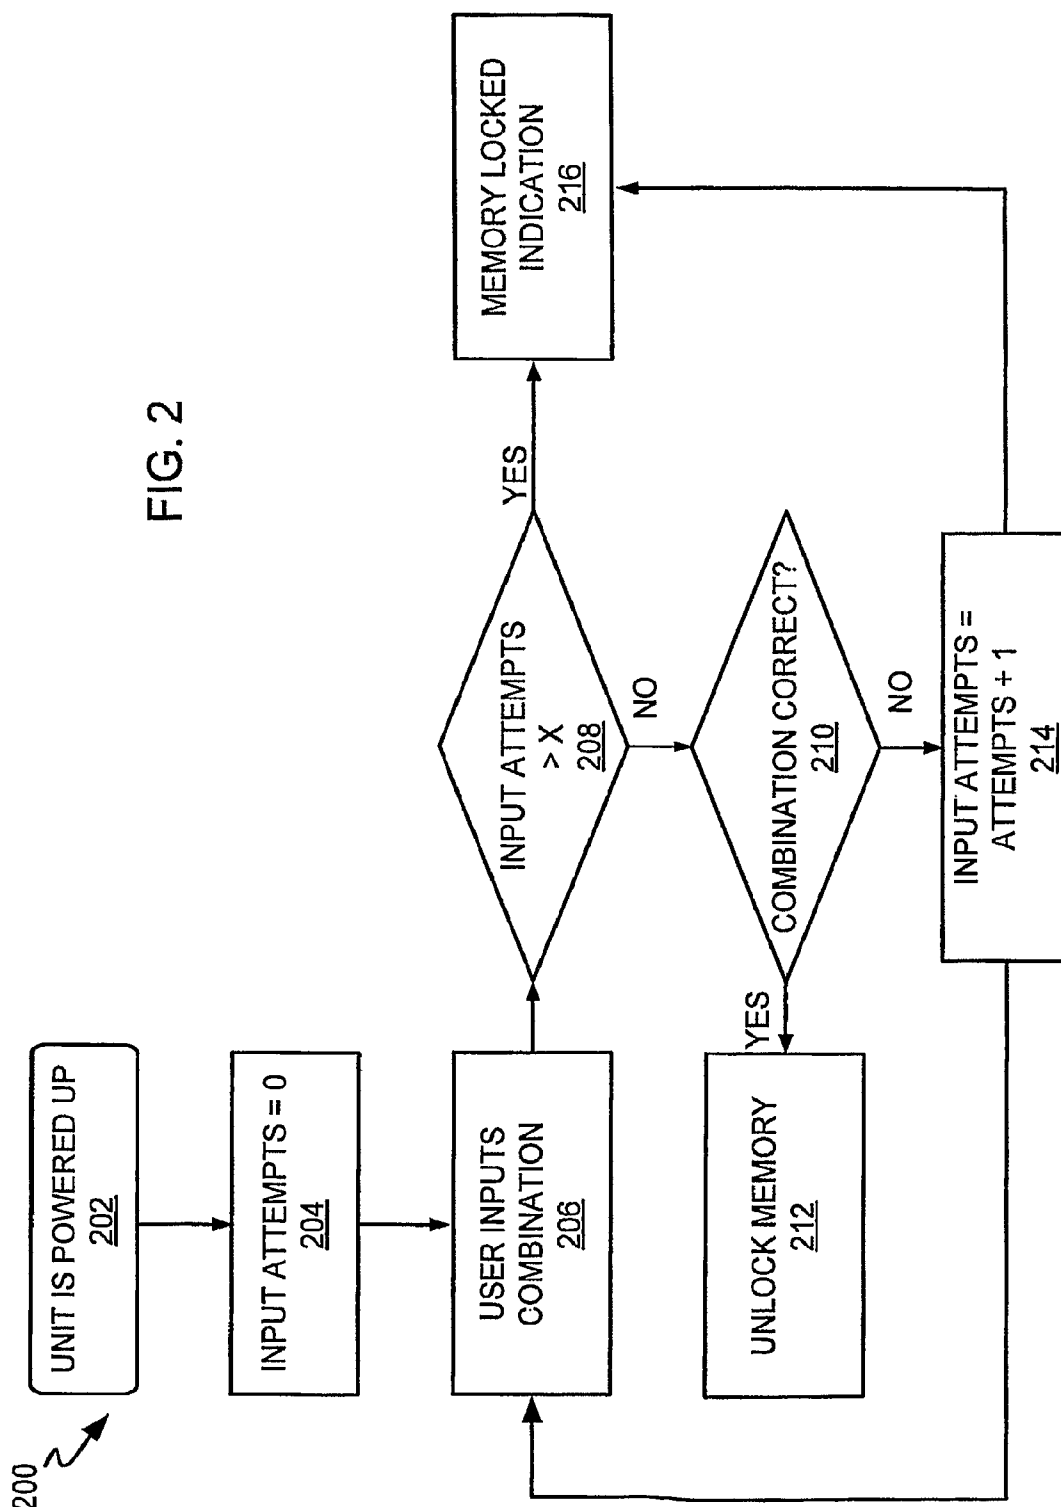 200
UNIT IS POWERED UP
202
INPUT ATTEMPTS = 0
204
USER INPUTS
COMBINATION
206
INPUT ATTEMPTS
> X
208
YES
MEMORY LOCKED
INDICATION
216
NO
COMBINATION CORRECT?
210
YES
UNLOCK MEMORY
212
NO
INPUT ATTEMPTS =
ATTEMPTS + 1
214
FIG. 2